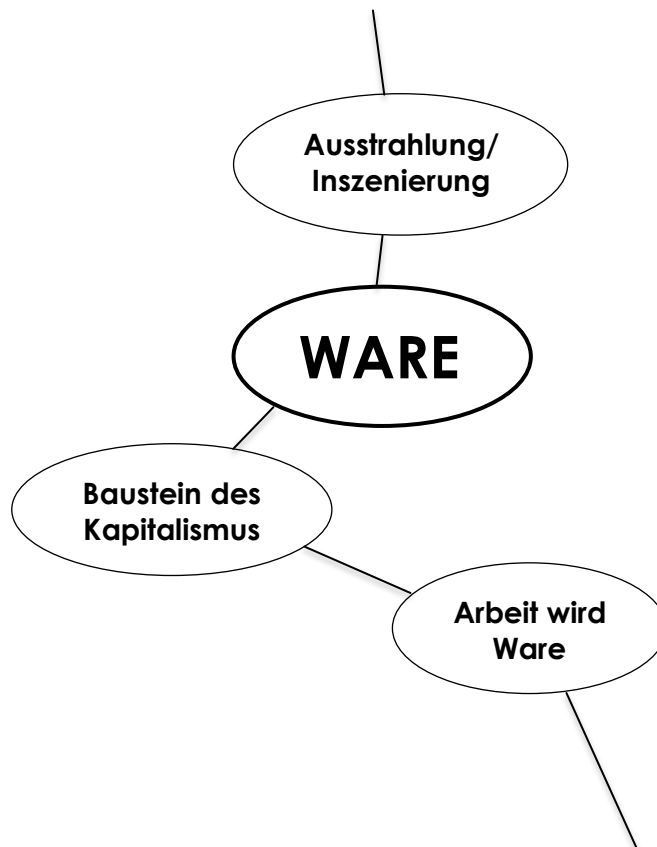 Ausstrahlung/
Inszenierung
WARE
Baustein des
Kapitalismus
Arbeit wird
Ware